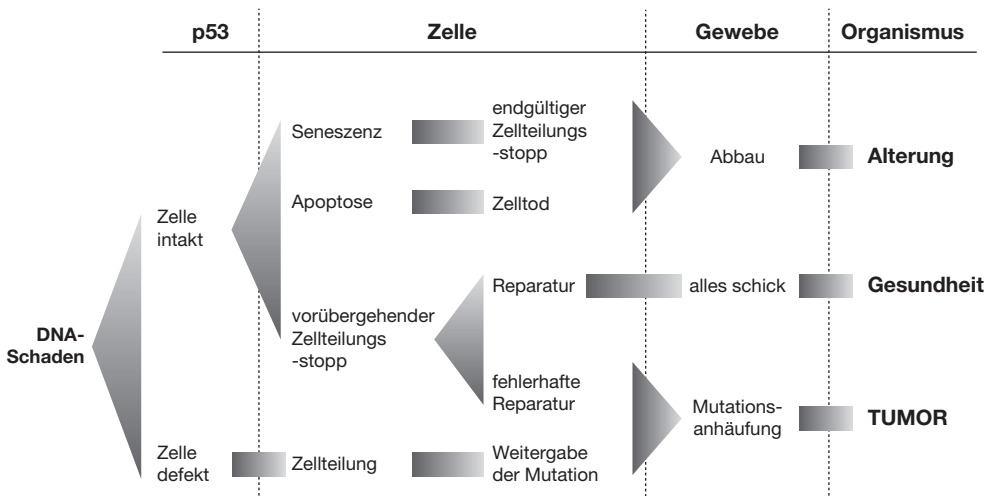 p53 Zelle Gewebe Organismus
Seneszenz
endgültiger
Zellteilungs
-stopp
Abbau
Alterung
Apoptose
Zelltod
Zelle
intakt
vorübergehender
Zellteilungs
-stopp
Reparatur
alles schick
Gesundheit
DNA-
Schaden
fehlerhafte
Reparatur
Mutations-
anhäufung
TUMOR
Zelle
defekt
Zellteilung
Weitergabe
der Mutation